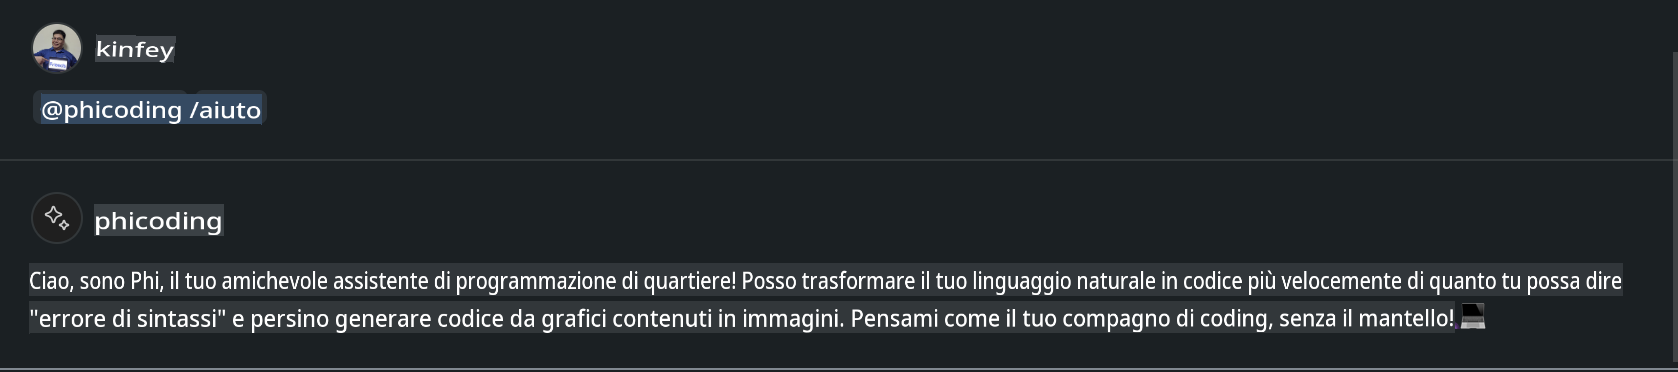 kinfey
@phicoding /aiuto
phicoding
Ciao, sono Phi, il tuo amichevole assistente di programmazione di quartiere! Posso trasformare il tuo linguaggio naturale in codice più velocemente di quanto tu possa dire
"errore di sintassi" e persino generare codice da grafici contenuti in immagini. Pensami come il tuo compagno di coding, senza il mantello!